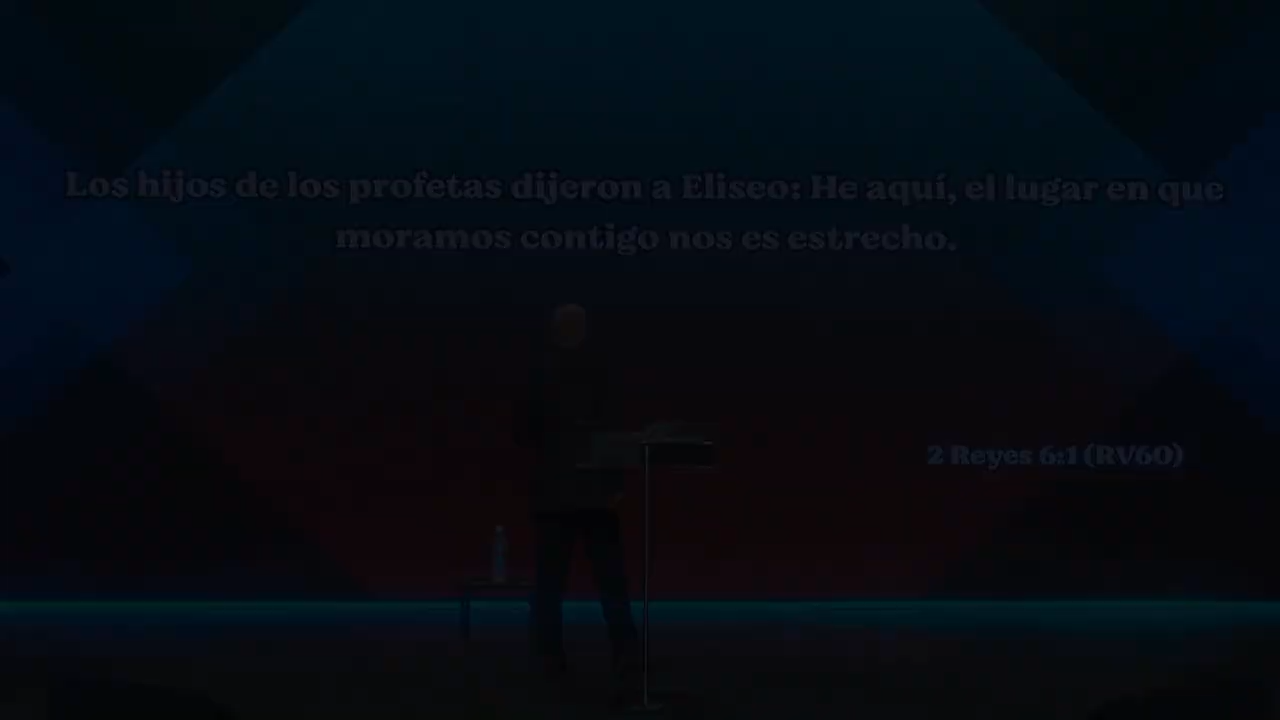 Los hijos de los profetas dijeron a Eliseo: He aquí, el lugar en que
moramos contigo nos es estrecho.
2 Reyes 6:1 (RV60)